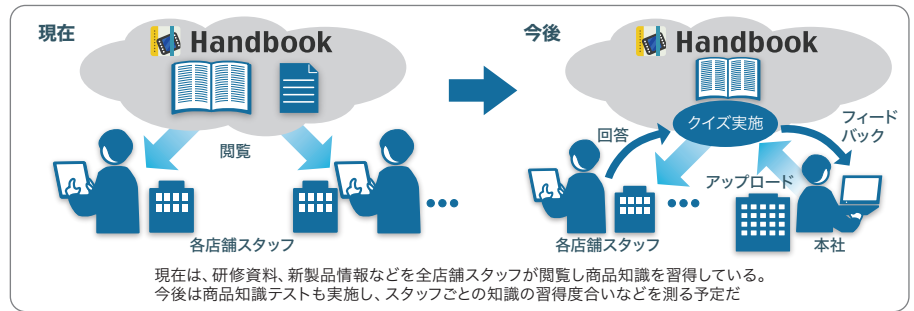 現在
Handbook
閲覧
各店舗スタッフ
今後
Handbook
クイズ実施
回答
フィード
バック
アップロード
各店舗スタッフ
本社
現在は、研修資料、新製品情報などを全店舗スタッフが閲覧し商品知識を習得している。
今後は商品知識テストも実施し、スタッフごとの知識の習得度合いなどを測る予定だ